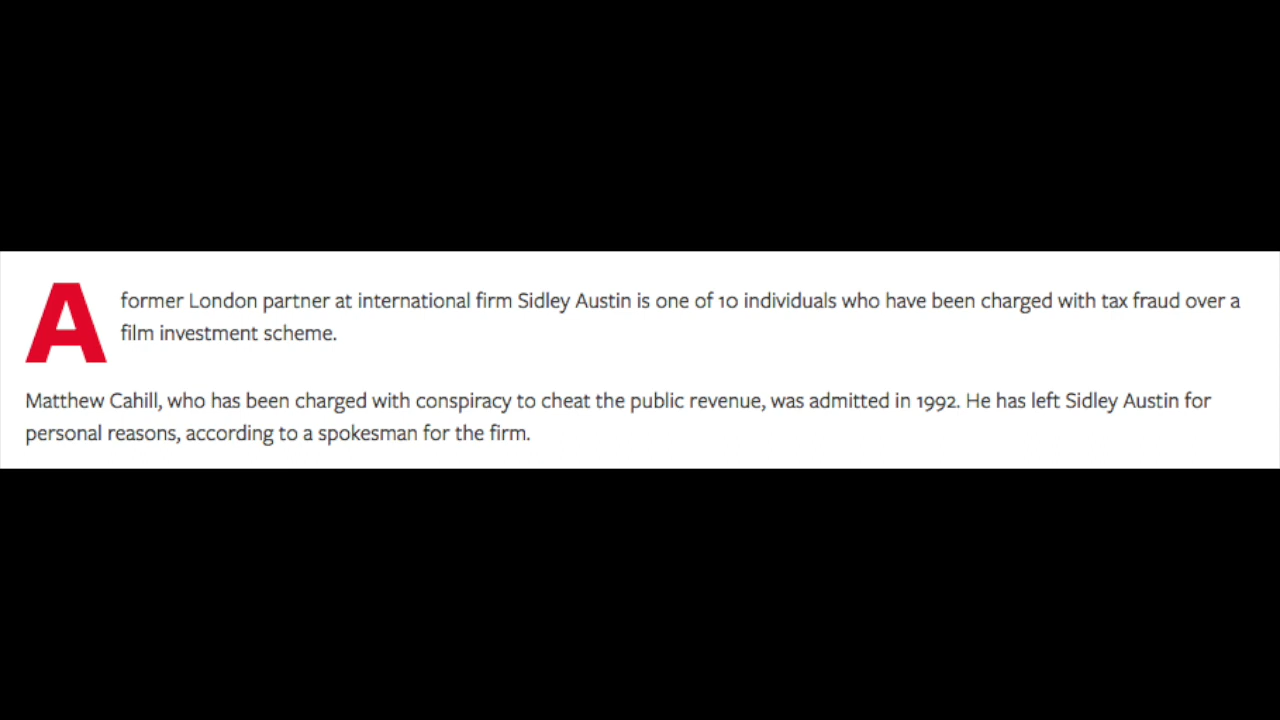 A former London partner at international firm Sidley Austin is one of 10 individuals who have been charged with tax fraud over a
film investment scheme.
Matthew Cahill, who has been charged with conspiracy to cheat the public revenue, was admitted in 1992. He has left Sidley Austin for
personal reasons, according to a spokesman for the firm.